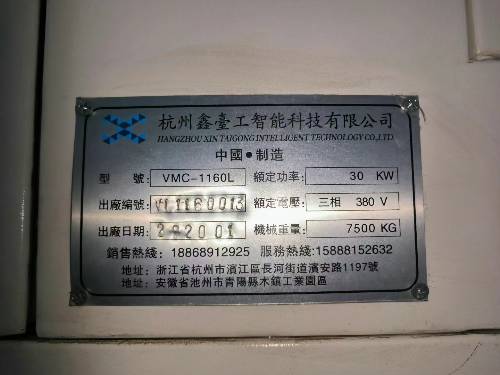 杭州鑫臺工智能科技有限公司
HANGZHOU XIN TAIGONG INTELLIGENT TECHNOLOGY CO.,LTD.
中國·制造
型 號: VMC-1160L 額定功率: 30 KW
出廠編號: VL1160013 額定電壓: 三相 380 V
出廠日期: 202001 機械重量: 7500 KG
銷售熱綫: 18868912925 服務熱綫: 15888152632
地址: 浙江省杭州市濱江區長河街道濱安路1197號
地址: 安徽省池州市青陽縣木鎮工業園區